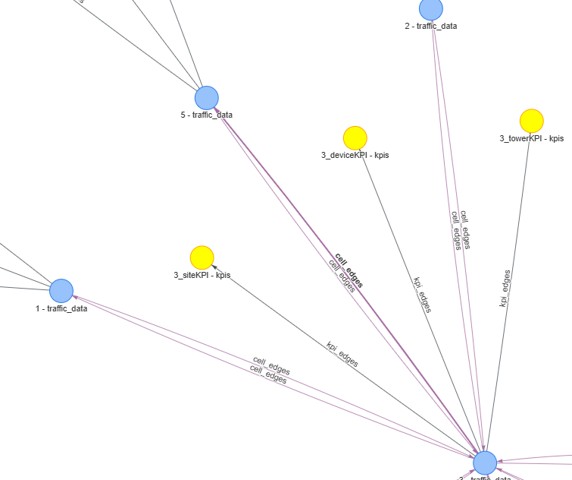 2 - traffic_data
5 - traffic_data
3_towerKPI - kpis
3_deviceKPI - kpis
cell_edges
cell_edges
cell_edges
cell_edges
3_siteKPI - kpis
kpi_edges
kpi_edges
1 - traffic_data
kpi_edges
cell_edges
cell_edges
traffic_data